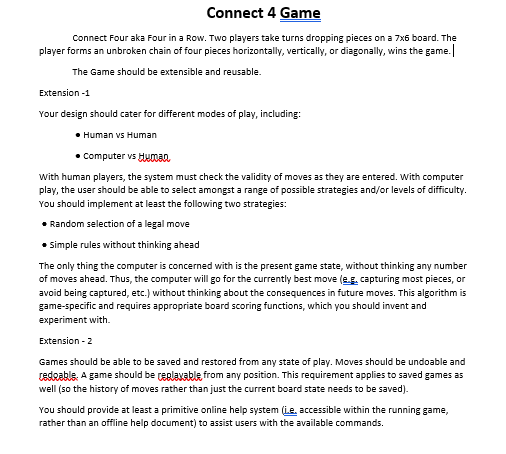 Connect 4 Game
Connect Four aka Four in a Row. Two players take turns dropping pieces on a 7x6 board. The
player forms an unbroken chain of four pieces horizontally, vertically, or diagonally, wins the game.
The Game should be extensible and reusable.
Extension -1
Your design should cater for different modes of play, including:
• Human vs Human
• Computer vs Human.
With human players, the system must check the validity of moves as they are entered. With computer
play, the user should be able to select amongst a range of possible strategies and/or levels of difficulty.
You should implement at least the following two strategies:
• Random selection of a legal move
• Simple rules without thinking ahead
The only thing the computer is concerned with is the present game state, without thinking any number
of moves ahead. Thus, the computer will go for the currently best move (e.g. capturing most pieces, or
avoid being captured, etc.) without thinking about the consequences in future moves. This algorithm is
game-specific and requires appropriate board scoring functions, which you should invent and
experiment with.
Extension - 2
Games should be able to be saved and restored from any state of play. Moves should be undoable and
redoable. A game should be replayable from any position. This requirement applies to saved games as
well (so the history of moves rather than just the current board state needs to be saved).
You should provide at least a primitive online help system (i.e. accessible within the running game,
rather than an offline help document) to assist users with the available commands.